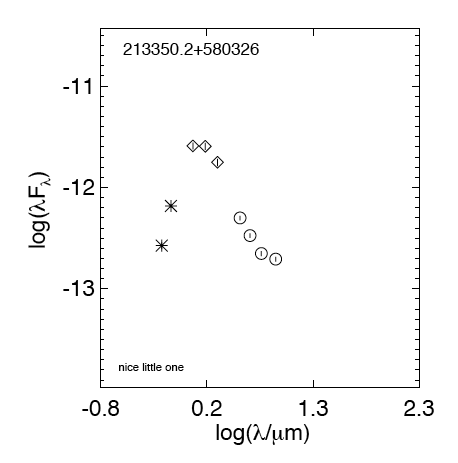 213350.2+580326
-11
-12
-13
log(λFλ)
nice little one
-0.8 0.2 1.3 2.3
log(λ/μm)